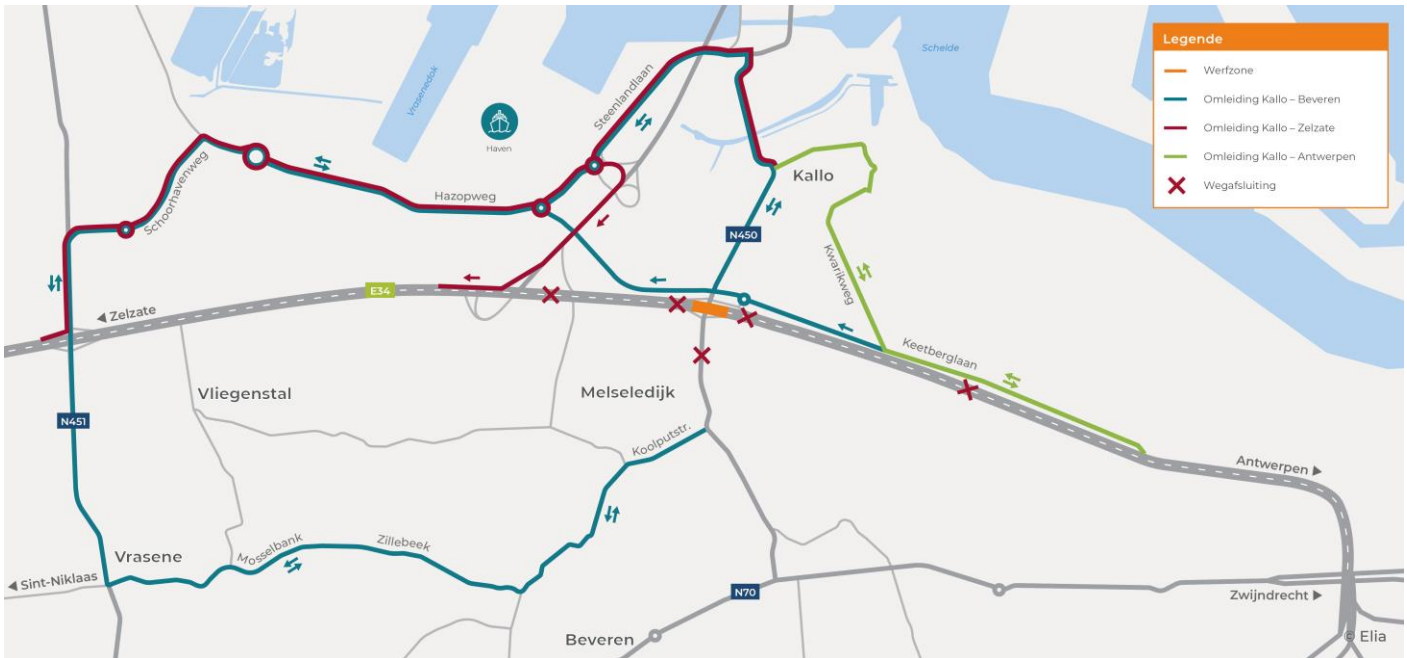 Legende
Werfzone
Omleiding Kallo – Beveren
Omleiding Kallo – Zelzate
Omleiding Kallo – Antwerpen
Wegafsluiting
Schelde
Vrasenedok
Haven
Steenlandlaan
Kallo
Schoorhavenweg
Hazopweg
N450
Kwarikweg
E34
Zelzate
Keetberglaan
Vliegenstal
Melseledijk
N451
Koolputstr.
Antwerpen
Zillebeek
Mosselbank
Vrasene
Sint-Niklaas
N70
Zwijndrecht
Beveren
© Elia